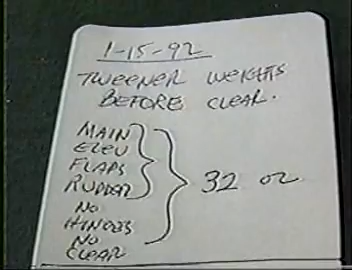 1-15-92
TWEENER WEIGHTS
BEFORE CLEAR.
MAIN
ELEV
FLAPS
RUDDER
NO
HINGES
NO
CLEAR
32 oz